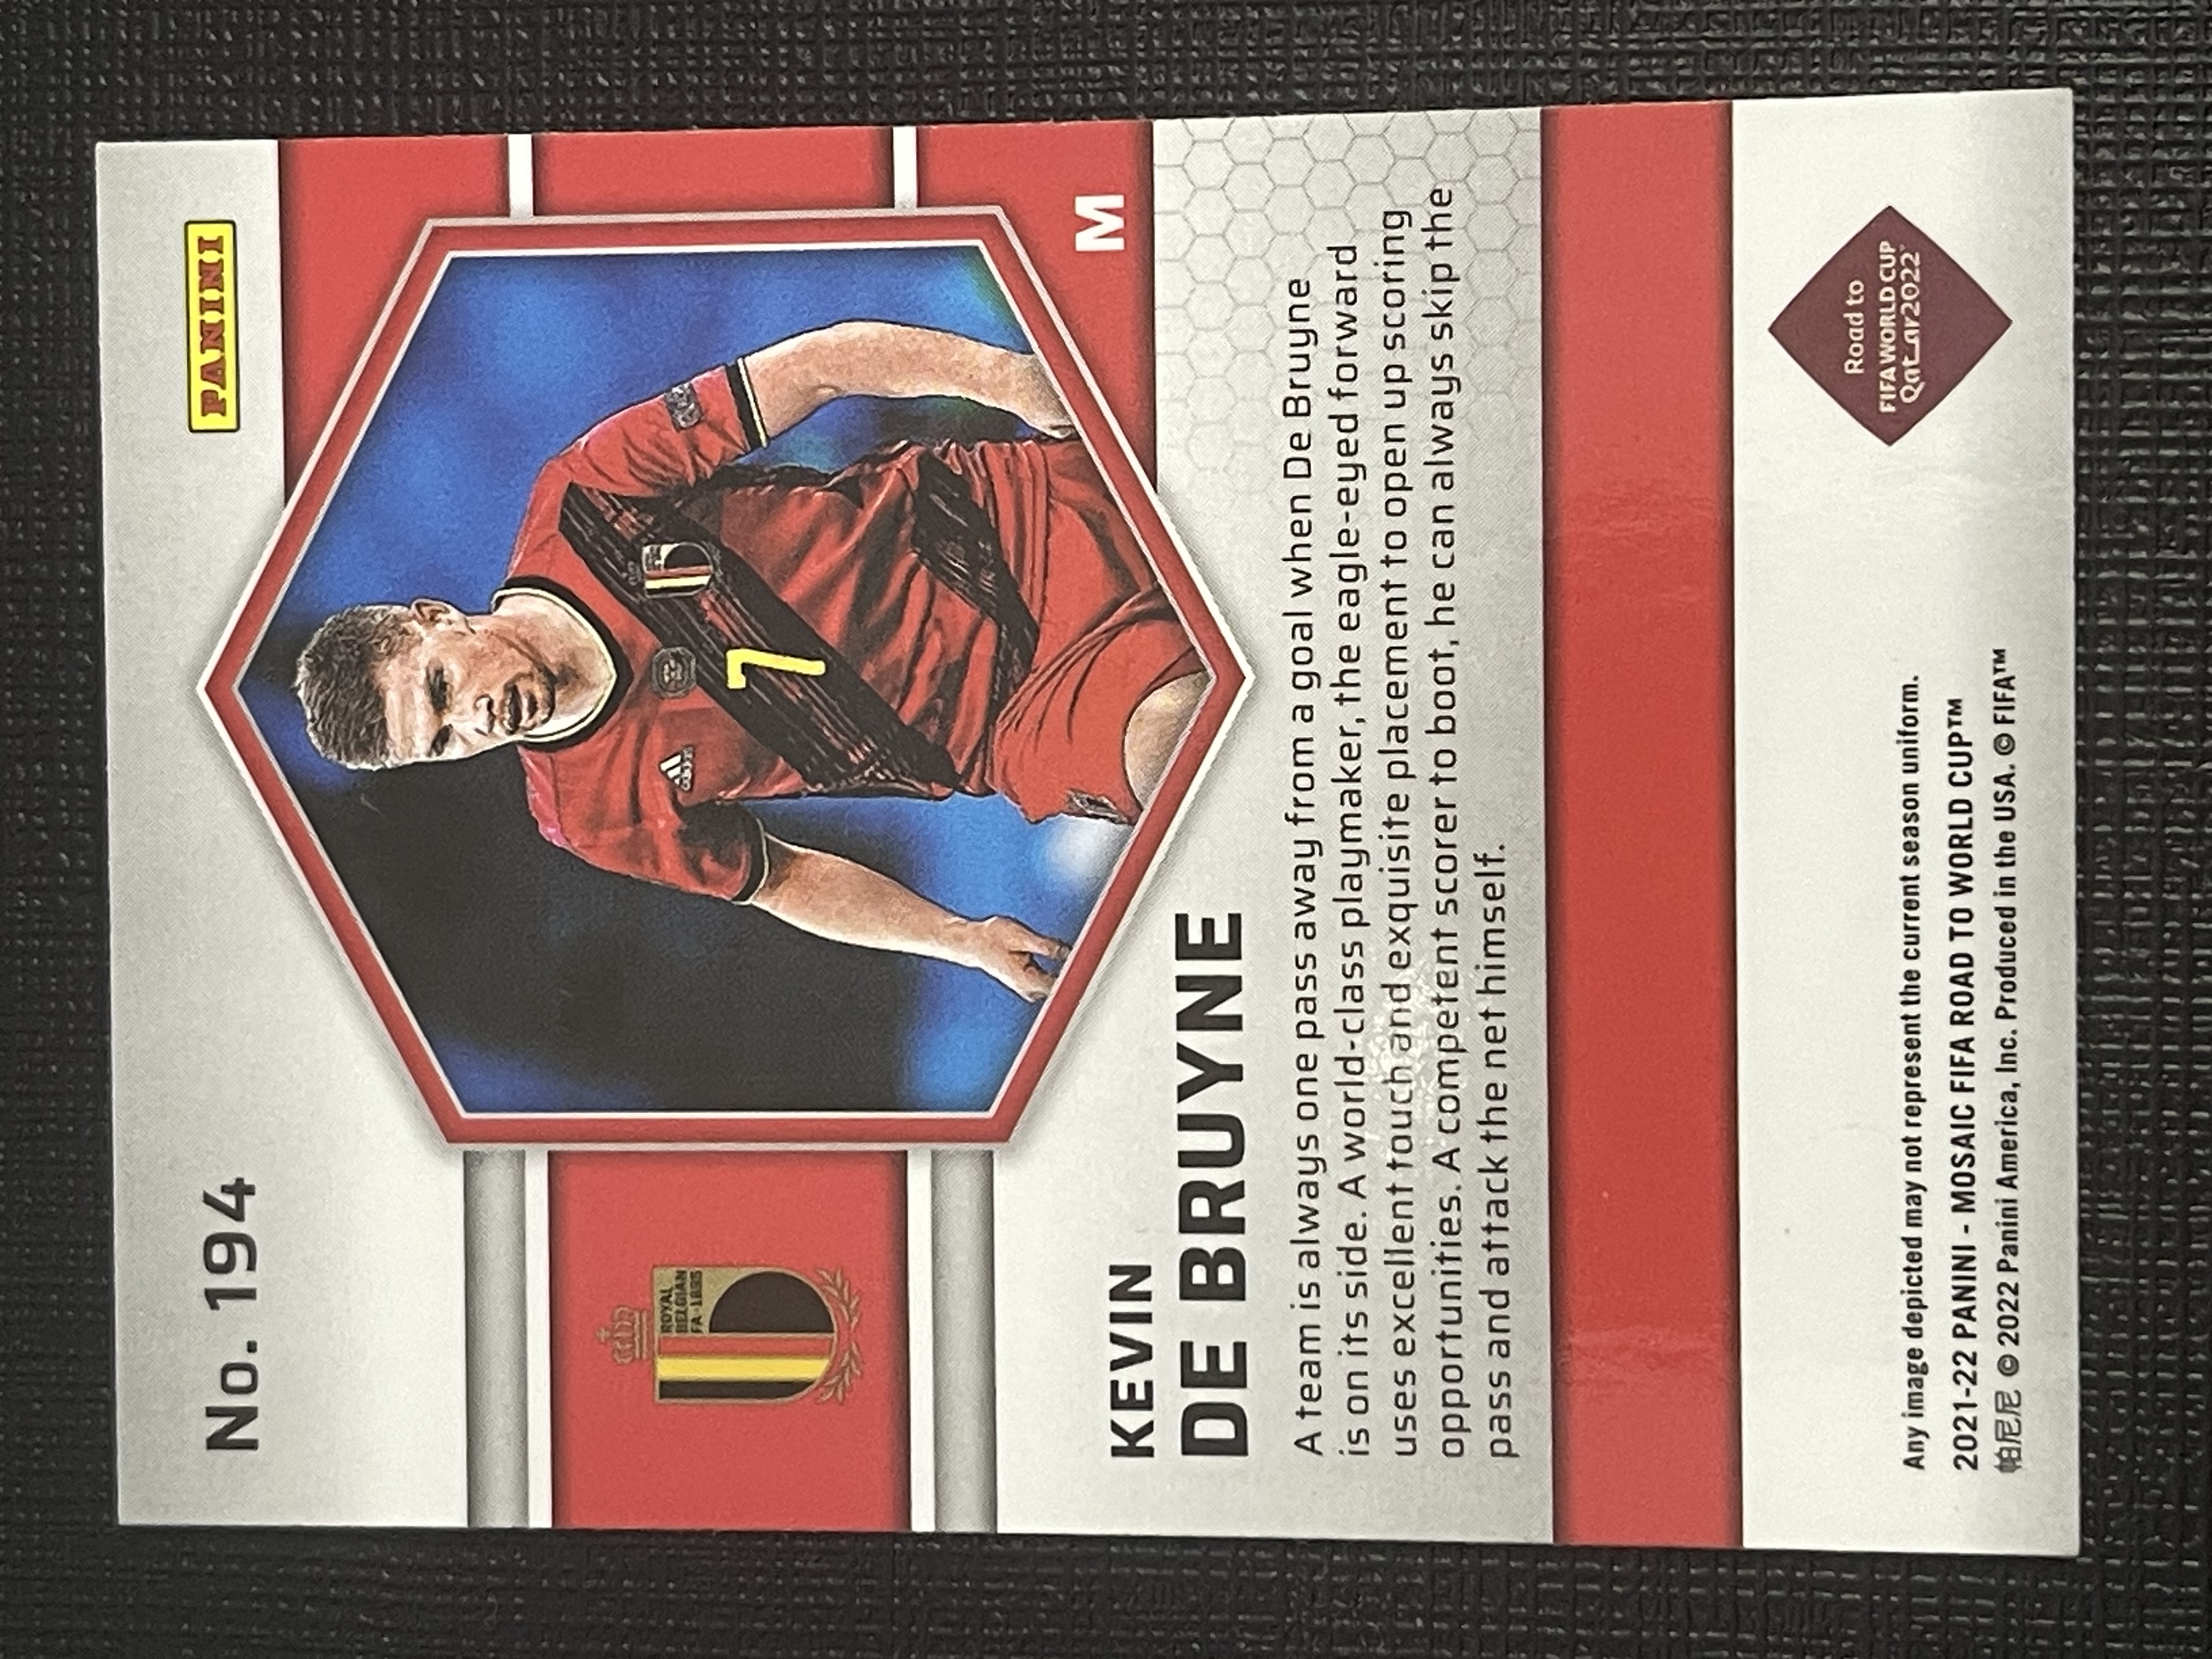 No. 194
PANINI
ROYAL
BELGIAN
FA-1895
adidas
7
M
KEVIN
DE BRUYNE
A team is always one pass away from a goal when De Bruyne
is on its side. A world-class playmaker, the eagle-eyed forward
uses excellent touch and exquisite placement to open up scoring
opportunities. A competent scorer to boot, he can always skip the
pass and attack the net himself.
Road to
FIFA WORLD CUP
Qatar2022
Any image depicted may not represent the current season uniform.
2021-22 PANINI - MOSAIC FIFA ROAD TO WORLD CUP™
帕尼尼 © 2022 Panini America, Inc. Produced in the USA. © FIFA™